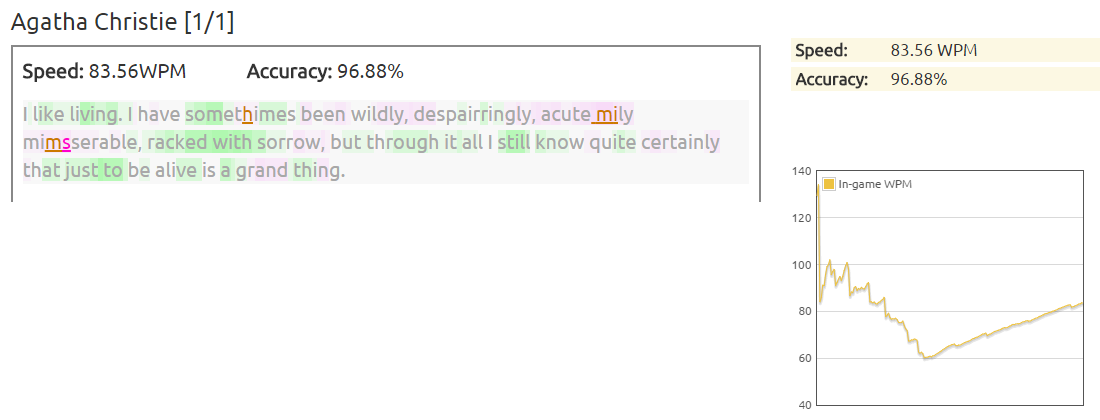 Agatha Christie [1/1]
Speed: 83.56WPM Accuracy: 96.88%
I like living. I have somethimes been wildly, despairringly, acute mily
mimsserable, racked with sorrow, but through it all I still know quite certainly
that just to be alive is a grand thing.
Speed: 83.56 WPM
Accuracy: 96.88%
In-game WPM
140
120
100
80
60
40